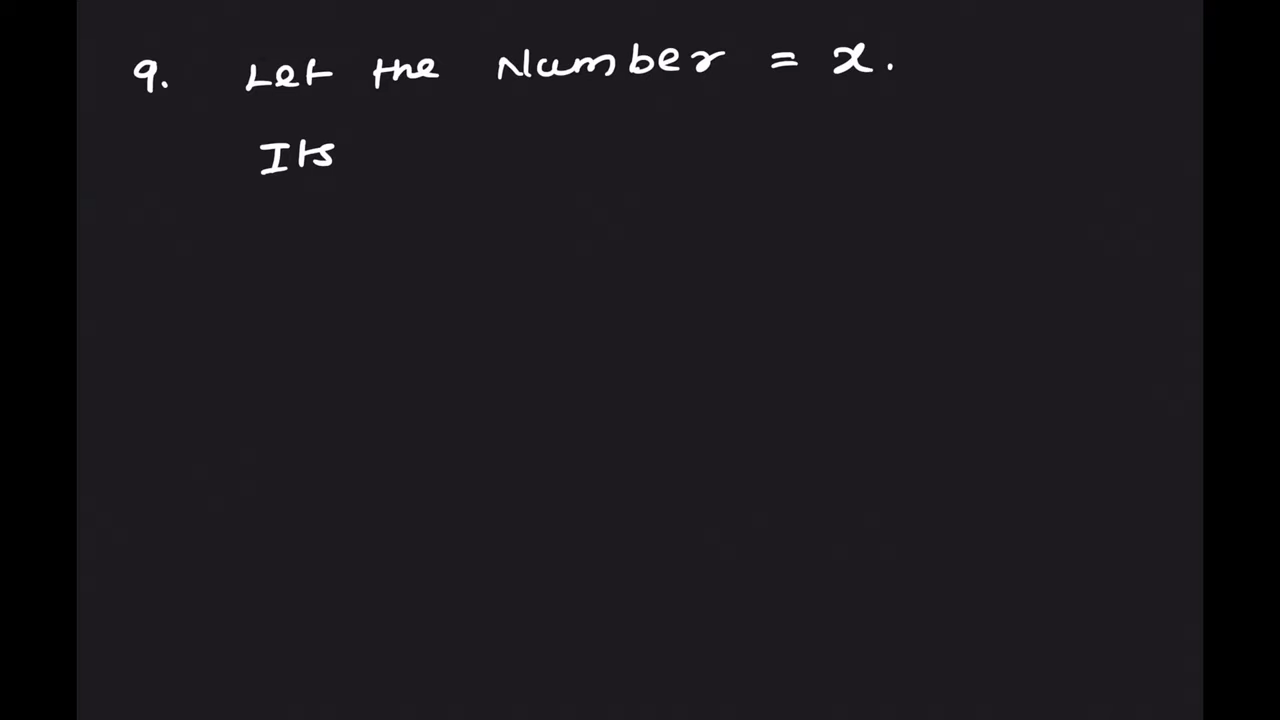 9. Let the Number = x.
Its